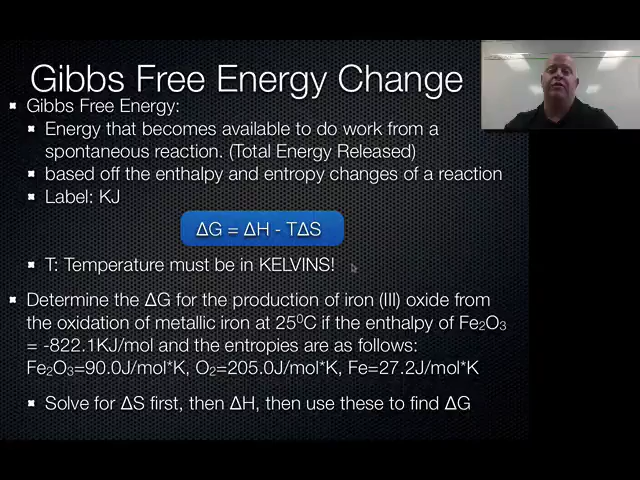 Gibbs Free Energy Change
Gibbs Free Energy:
Energy that becomes available to do work from a
spontaneous reaction. (Total Energy Released)
based off the enthalpy and entropy changes of a reaction
Label: KJ
ΔG = ΔH - TΔS
T: Temperature must be in KELVINS!
Determine the ΔG for the production of iron (III) oxide from
the oxidation of metallic iron at 25⁰C if the enthalpy of Fe₂O₃
= -822.1KJ/mol and the entropies are as follows:
Fe₂O₃=90.0J/mol*K, O₂=205.0J/mol*K, Fe=27.2J/mol*K
Solve for ΔS first, then ΔH, then use these to find ΔG